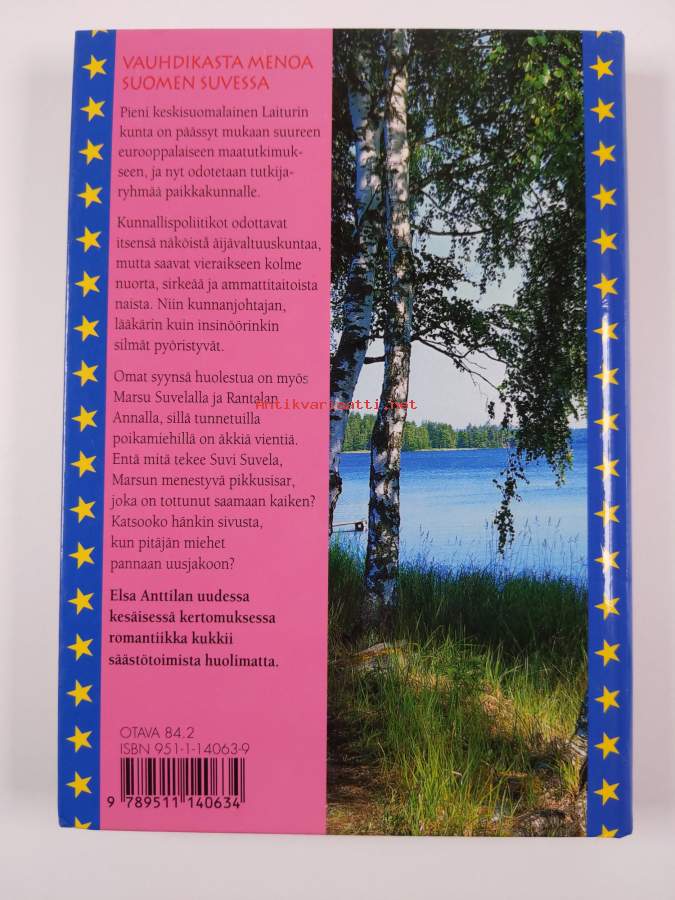 VAUHDIKASTA MENOA
SUOMEN SUVESSA
Pieni keskisuomalainen Laiturin
kunta on päässyt mukaan suureen
eurooppalaiseen maatutkimuk-
seen, ja nyt odotetaan tutkija-
ryhmää paikkakunnalle.
Kunnallispoliitikot odottavat
itsensä näköistä äijävaltuuskuntaa,
mutta saavat vieraikseen kolme
nuorta, sirkeää ja ammattitaitoista
naista. Niin kunnanjohtajan,
lääkärin kuin insinöörinkin
silmät pyöristyvät.
Omat syynsä huolestua on myös
Marsu Suvelalla ja Rantalan
Antikvariaatti.net
Annalla, sillä tunnetuilla
poikamiehillä on äkkiä vientiä.
Entä mitä tekee Suvi Suvela,
Marsun menestyvä pikkusisar,
joka on tottunut saamaan kaiken?
Katsooko hänkin sivusta,
kun pitäjän miehet
pannaan uusjakoon?
Elsa Anttilan uudessa
kesäisessä kertomuksessa
romantiikka kukkii
säästötoimista huolimatta.
OTAVA 84.2
ISBN 951-1-14063-9
9 789511 140634